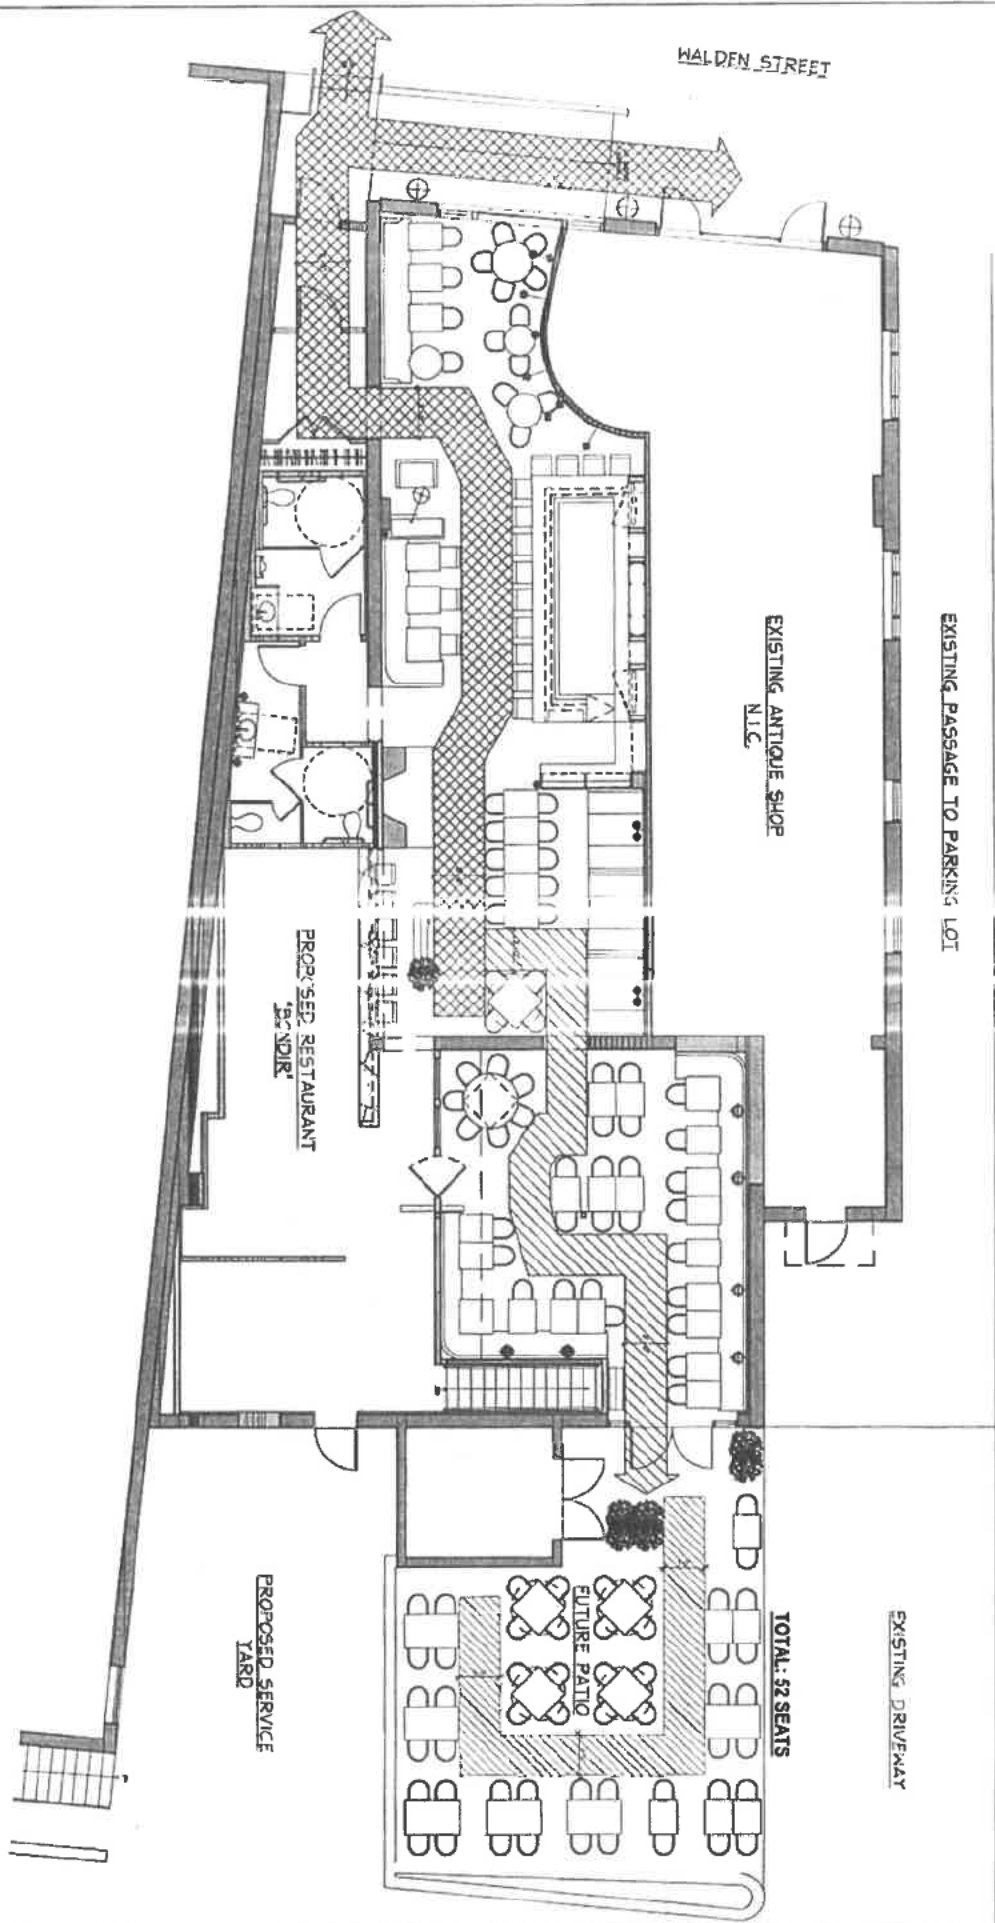 WALDEN STREET
EXISTING PASSAGE TO PARKING LOT
EXISTING ANTIQUE SHOP
N.I.C.
PROPOSED RESTAURANT
"BONDIR"
EXISTING DRIVEWAY
TOTAL: 52 SEATS
FUTURE PATIO
PROPOSED SERVICE
YARD